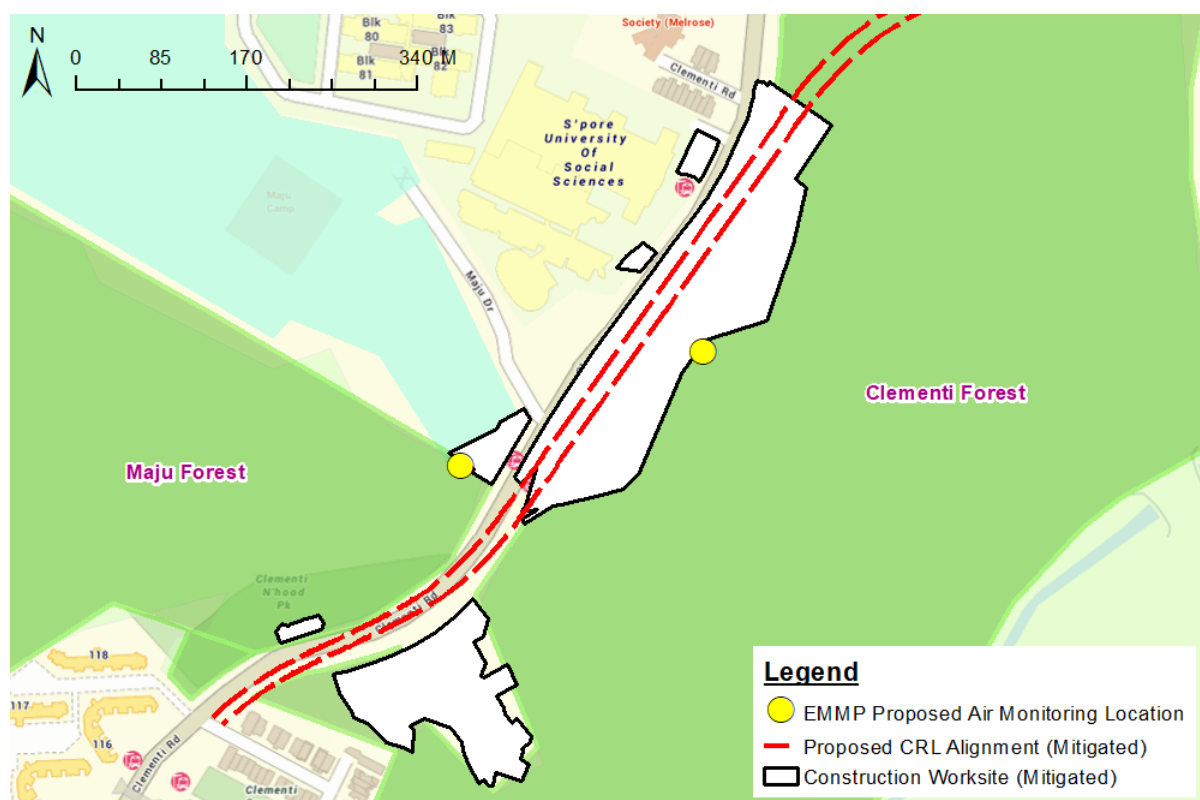 N
0 85 170 340 M
Blk
80
Blk
83
Blk
81
Blk
82
Society (Melrose)
Clementi Rd
S'pore
University
Of
Social
Sciences
Maju
Camp
Maju Dr
Clementi Forest
Maju Forest
Clementi
N'hood
Pk
Clementi Rd
118
117
116
Clementi Rd
Clementi
Legend
EMMP Proposed Air Monitoring Location
Proposed CRL Alignment (Mitigated)
Construction Worksite (Mitigated)